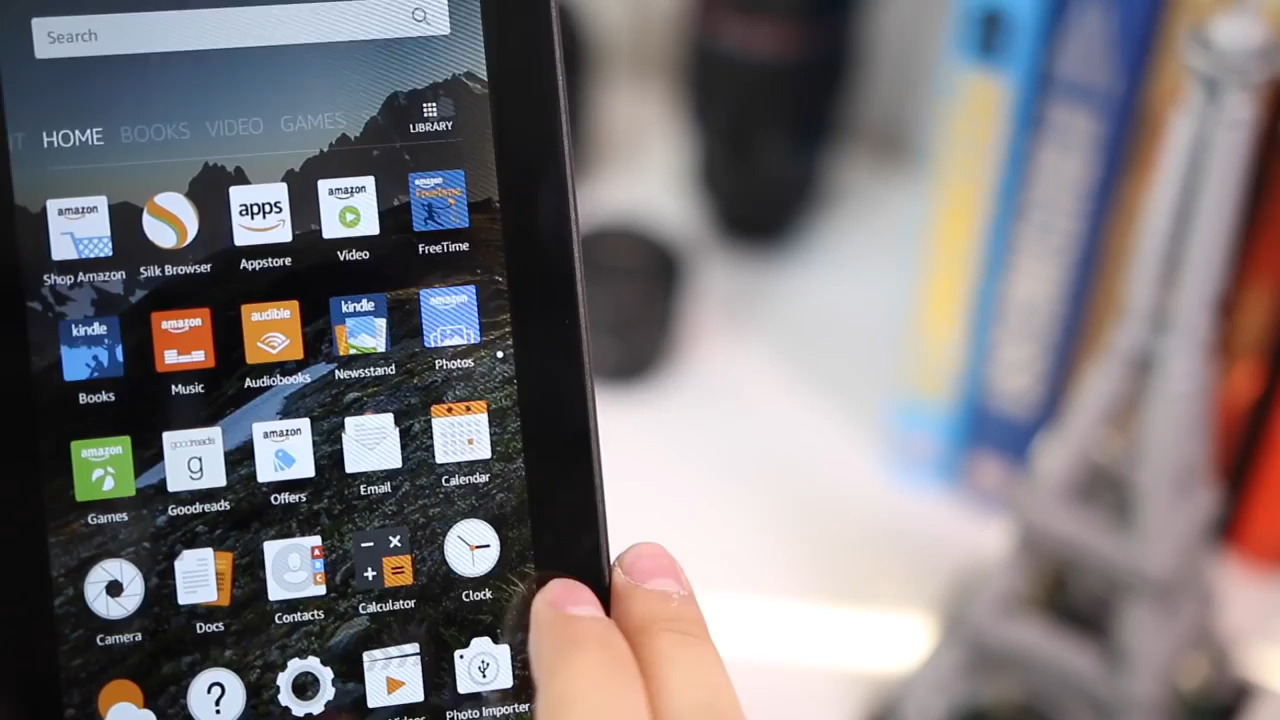 Search
HOME BOOKS VIDEO GAMES
LIBRARY
amazon
apps
amazon
amazon
FreeTime
Shop Amazon
Silk Browser
Appstore
Video
FreeTime
kindle
amazon
audible
kindle
amazon
Books
Music
Audiobooks
Newsstand
Photos
amazon
goodreads
g
amazon
Games
Goodreads
Offers
Email
Calendar
A
B
C
− ×
+ =
Camera
Docs
Contacts
Calculator
Clock
?
Photo Importer